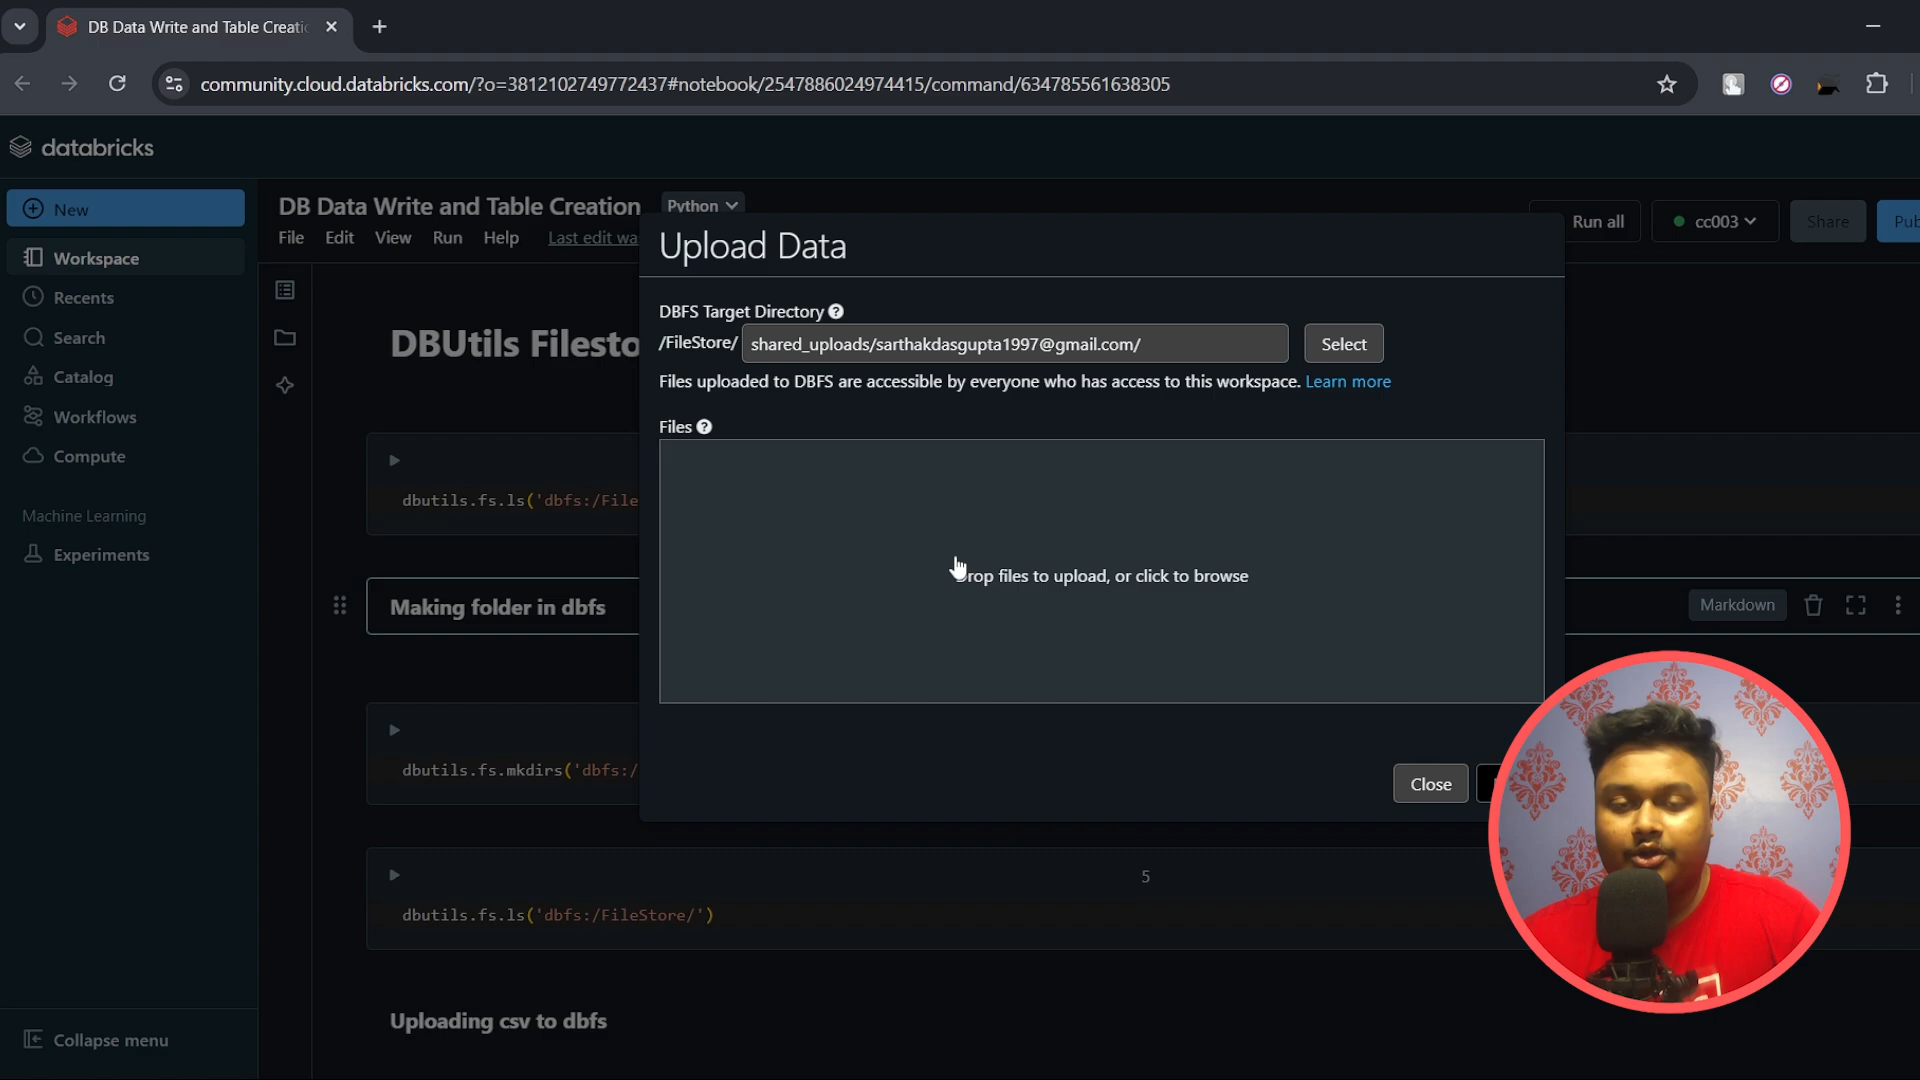 DB Data Write and Table Creati
community.cloud.databricks.com/?o=3812102749772437#notebook/2547886024974415/command/634785561638305
databricks
New
Workspace
Recents
Search
Catalog
Workflows
Compute
Machine Learning
Experiments
Collapse menu
DB Data Write and Table Creation
Python
File Edit View Run Help Last edit wa
Run all
cc003
Share
Pub
DBUtils Filesto
dbutils.fs.ls('dbfs:/File
Making folder in dbfs
Markdown
dbutils.fs.mkdirs('dbfs:/
5
dbutils.fs.ls('dbfs:/FileStore/')
Uploading csv to dbfs
Upload Data
DBFS Target Directory ?
/FileStore/ shared_uploads/sarthakdasgupta1997@gmail.com/ Select
Files uploaded to DBFS are accessible by everyone who has access to this workspace. Learn more
Files ?
rop files to upload, or click to browse
Close